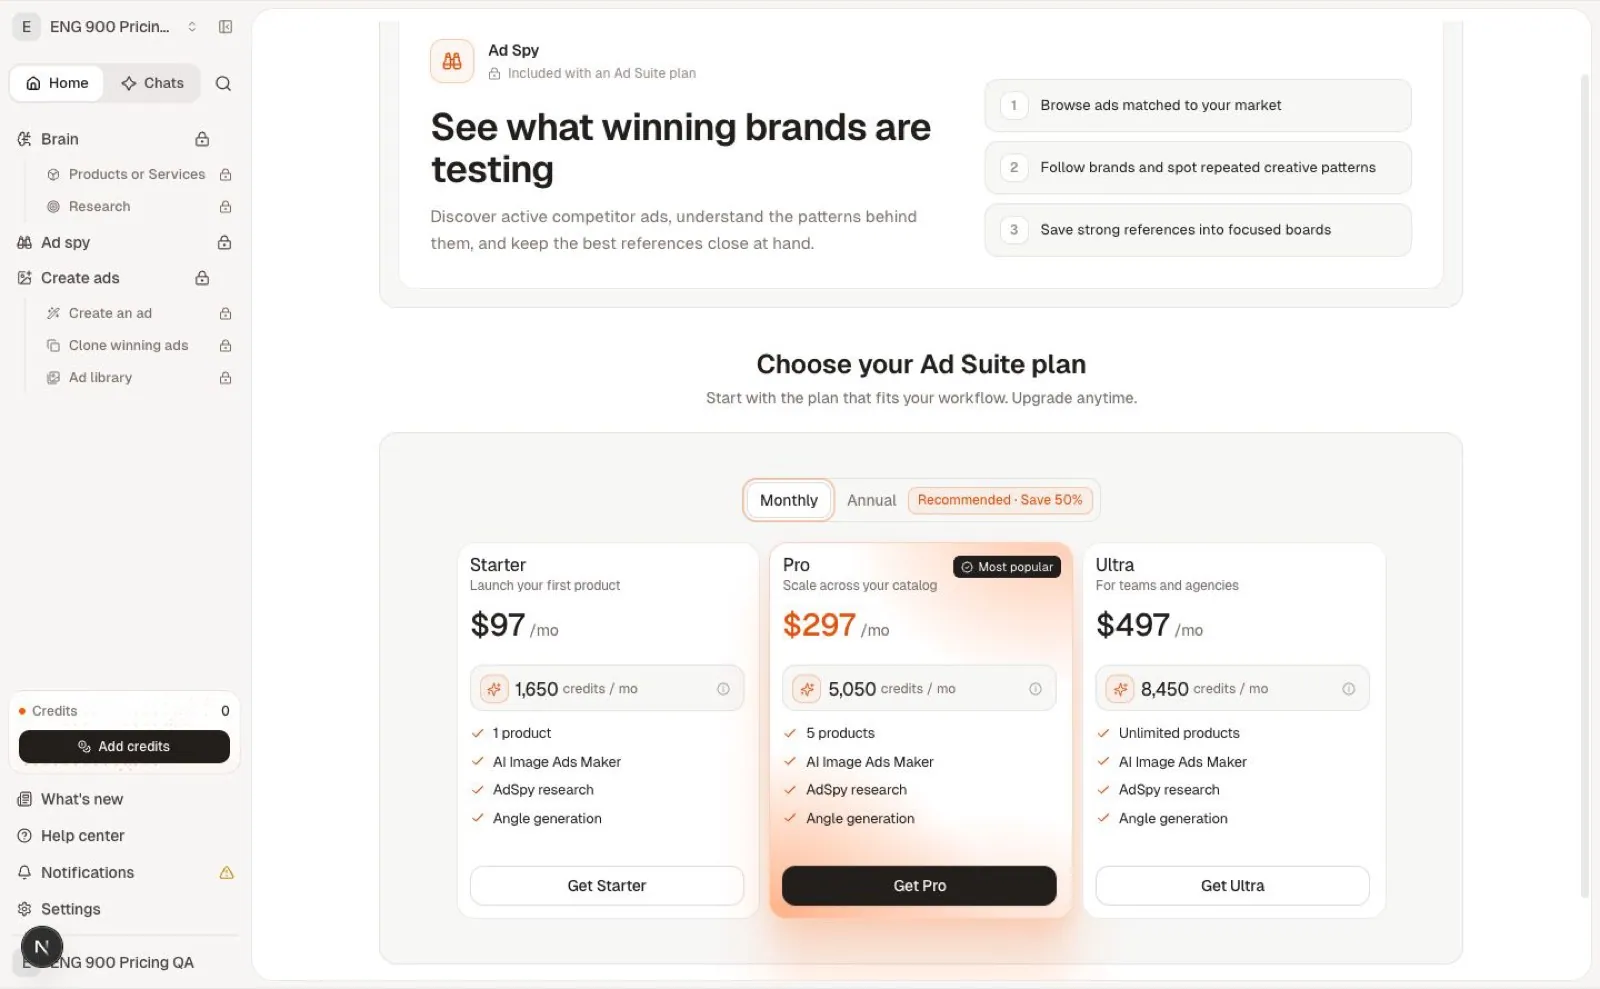 E ENG 900 Pricin...
Home
Chats
Brain
Products or Services
Research
Ad spy
Create ads
Create an ad
Clone winning ads
Ad library
Credits 0
Add credits
What's new
Help center
Notifications
Settings
N
ENG 900 Pricing QA
Ad Spy
Included with an Ad Suite plan
See what winning brands are
testing
Discover active competitor ads, understand the patterns behind
them, and keep the best references close at hand.
1 Browse ads matched to your market
2 Follow brands and spot repeated creative patterns
3 Save strong references into focused boards
Choose your Ad Suite plan
Start with the plan that fits your workflow. Upgrade anytime.
Monthly
Annual
Recommended · Save 50%
Starter
Launch your first product
$97 /mo
1,650 credits / mo
1 product
AI Image Ads Maker
AdSpy research
Angle generation
Get Starter
Pro
Most popular
Scale across your catalog
$297 /mo
5,050 credits / mo
5 products
AI Image Ads Maker
AdSpy research
Angle generation
Get Pro
Ultra
For teams and agencies
$497 /mo
8,450 credits / mo
Unlimited products
AI Image Ads Maker
AdSpy research
Angle generation
Get Ultra